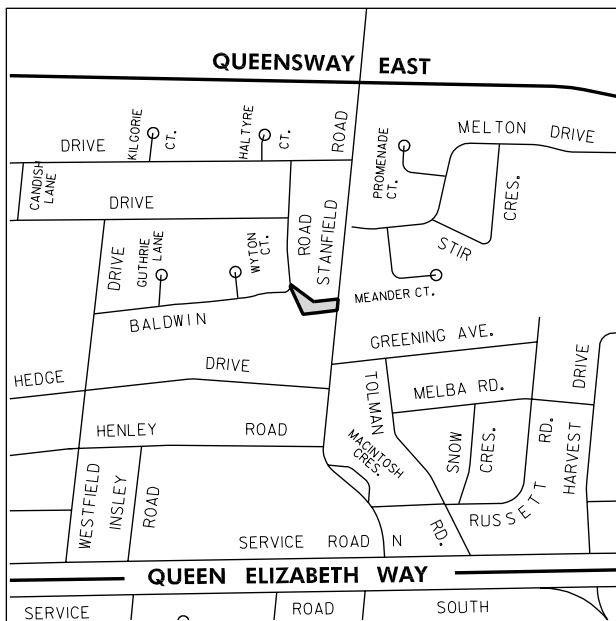 QUEENSWAY EAST
DRIVE
KILGORIE
CT.
HALTYRE
CT.
ROAD
PROMENADE
CT.
MELTON DRIVE
CANDISH
LANE
DRIVE
ROAD
STANFIELD
CRES.
STIR
DRIVE
GUTHRIE
LANE
WYTON
CT.
MEANDER CT.
BALDWIN
GREENING AVE.
HEDGE
DRIVE
TOLMAN
MELBA RD.
DRIVE
HENLEY ROAD
MACINTOSH
CRES.
SNOW
CRES.
RD.
HARVEST
WESTFIELD
INSLEY
ROAD
RUSSETT
SERVICE ROAD N
RD.
QUEEN ELIZABETH WAY
SERVICE ROAD SOUTH